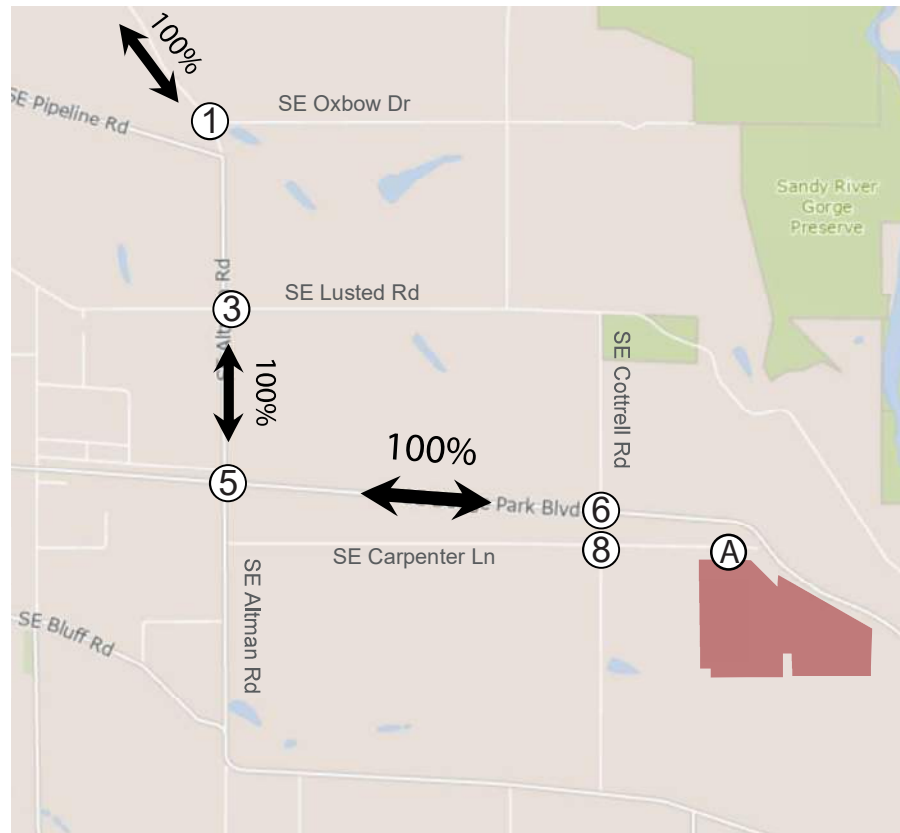 100%
1
SE Oxbow Dr
SE Pipeline Rd
Sandy River
Gorge
Preserve
SE Lusted Rd
3
SE Cottrell Rd
100%
100%
5
Park Blvd
6
8
A
SE Carpenter Ln
SE Altman Rd
SE Bluff Rd